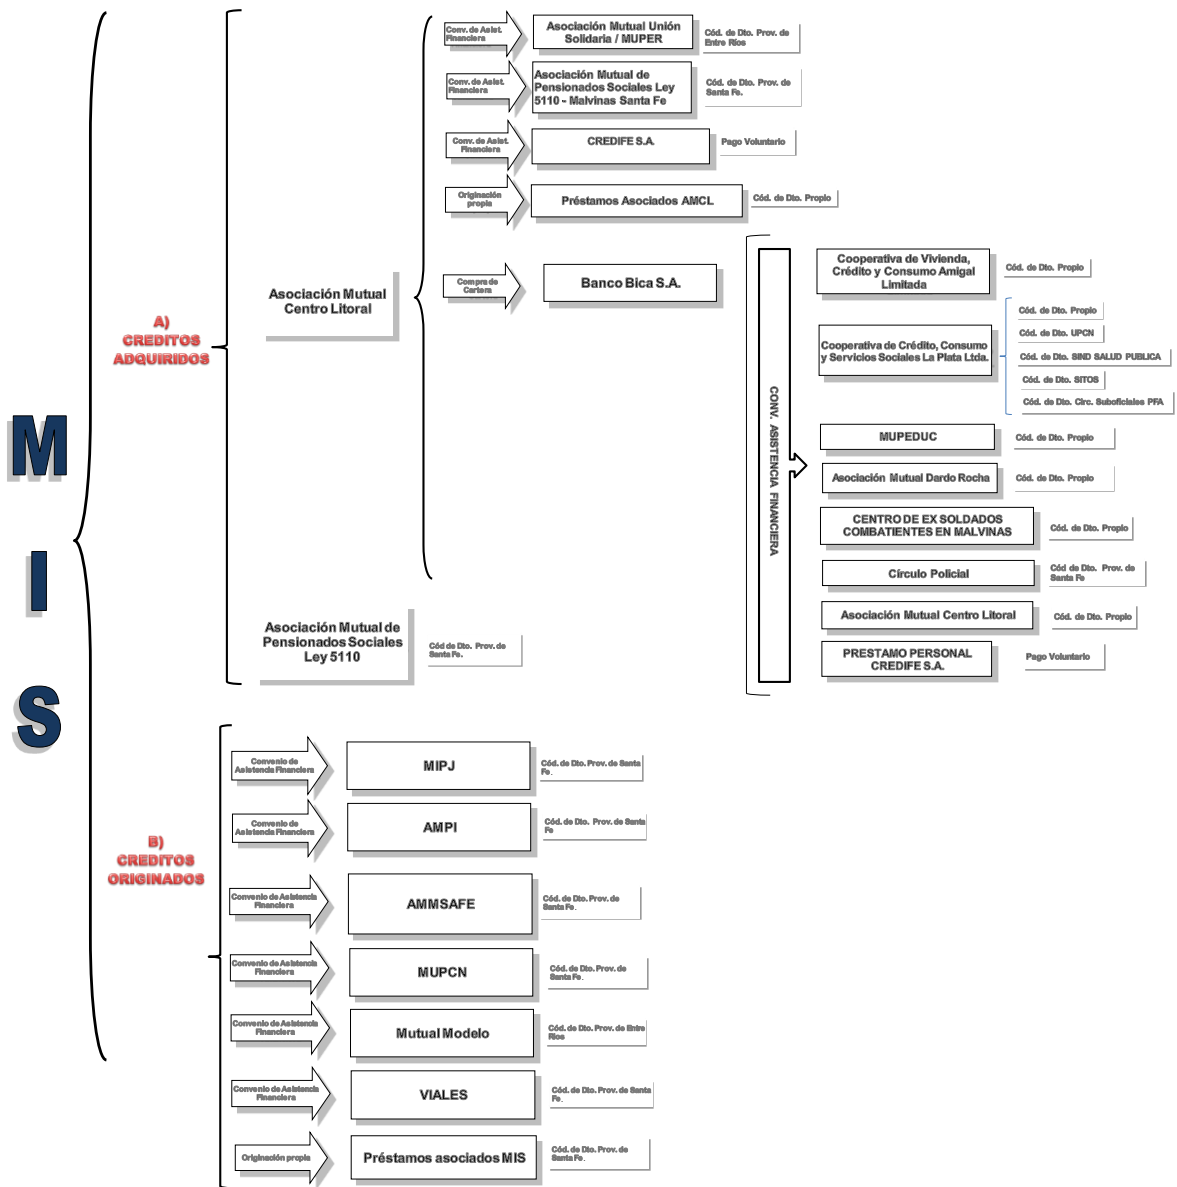 M
I
S
A)
CREDITOS
ADQUIRIDOS
Asociación Mutual
Centro Litoral
Conv. de Asist.
Financiera
Asociación Mutual Unión
Solidaria / MUPER
Cód. de Dto. Prov. de
Entre Ríos
Conv. de Asist.
Financiera
Asociación Mutual de
Pensionados Sociales Ley
5110 - Malvinas Santa Fe
Cód. de Dto. Prov. de
Santa Fe.
Conv. de Asist.
Financiera
CREDIFE S.A.
Pago Voluntario
Originación
propia
Préstamos Asociados AMCL
Cód. de Dto. Propio
Compra de
Cartera
Banco Bica S.A.
CONV. ASISTENCIA FINANCIERA
Cooperativa de Vivienda,
Crédito y Consumo Amigal
Limitada
Cód. de Dto. Propio
Cooperativa de Crédito, Consumo
y Servicios Sociales La Plata Ltda.
Cód. de Dto. Propio
Cód. de Dto. UPCN
Cód. de Dto. SIND SALUD PUBLICA
Cód. de Dto. SITOS
Cód. de Dto. Circ. Suboficiales PFA
MUPEDUC
Cód. de Dto. Propio
Asociación Mutual Dardo Rocha
Cód. de Dto. Propio
CENTRO DE EX SOLDADOS
COMBATIENTES EN MALVINAS
Cód. de Dto. Propio
Círculo Policial
Cód de Dto. Prov. de
Santa Fe
Asociación Mutual Centro Litoral
Cód. de Dto. Propio
PRESTAMO PERSONAL
CREDIFE S.A.
Pago Voluntario
Asociación Mutual de
Pensionados Sociales
Ley 5110
Cód de Dto. Prov. de
Santa Fe.
B)
CREDITOS
ORIGINADOS
Convenio de
Asistencia Financiera
MIPJ
Cód. de Dto. Prov. de Santa
Fe.
Convenio de
Asistencia Financiera
AMPI
Cód. de Dto. Prov. de Santa
Fe
Convenio de Asistencia
Financiera
AMMSAFE
Cód. de Dto. Prov. de
Santa Fe.
Convenio de Asistencia
Financiera
MUPCN
Cód. de Dto. Prov. de
Santa Fe.
Convenio de Asistencia
Financiera
Mutual Modelo
Cód. de Dto. Prov. de Entre
Ríos
Convenio de Asistencia
Financiera
VIALES
Cód. de Dto. Prov. de Santa
Fe.
Originación propia
Préstamos asociados MIS
Cód. de Dto. Prov. de
Santa Fe.